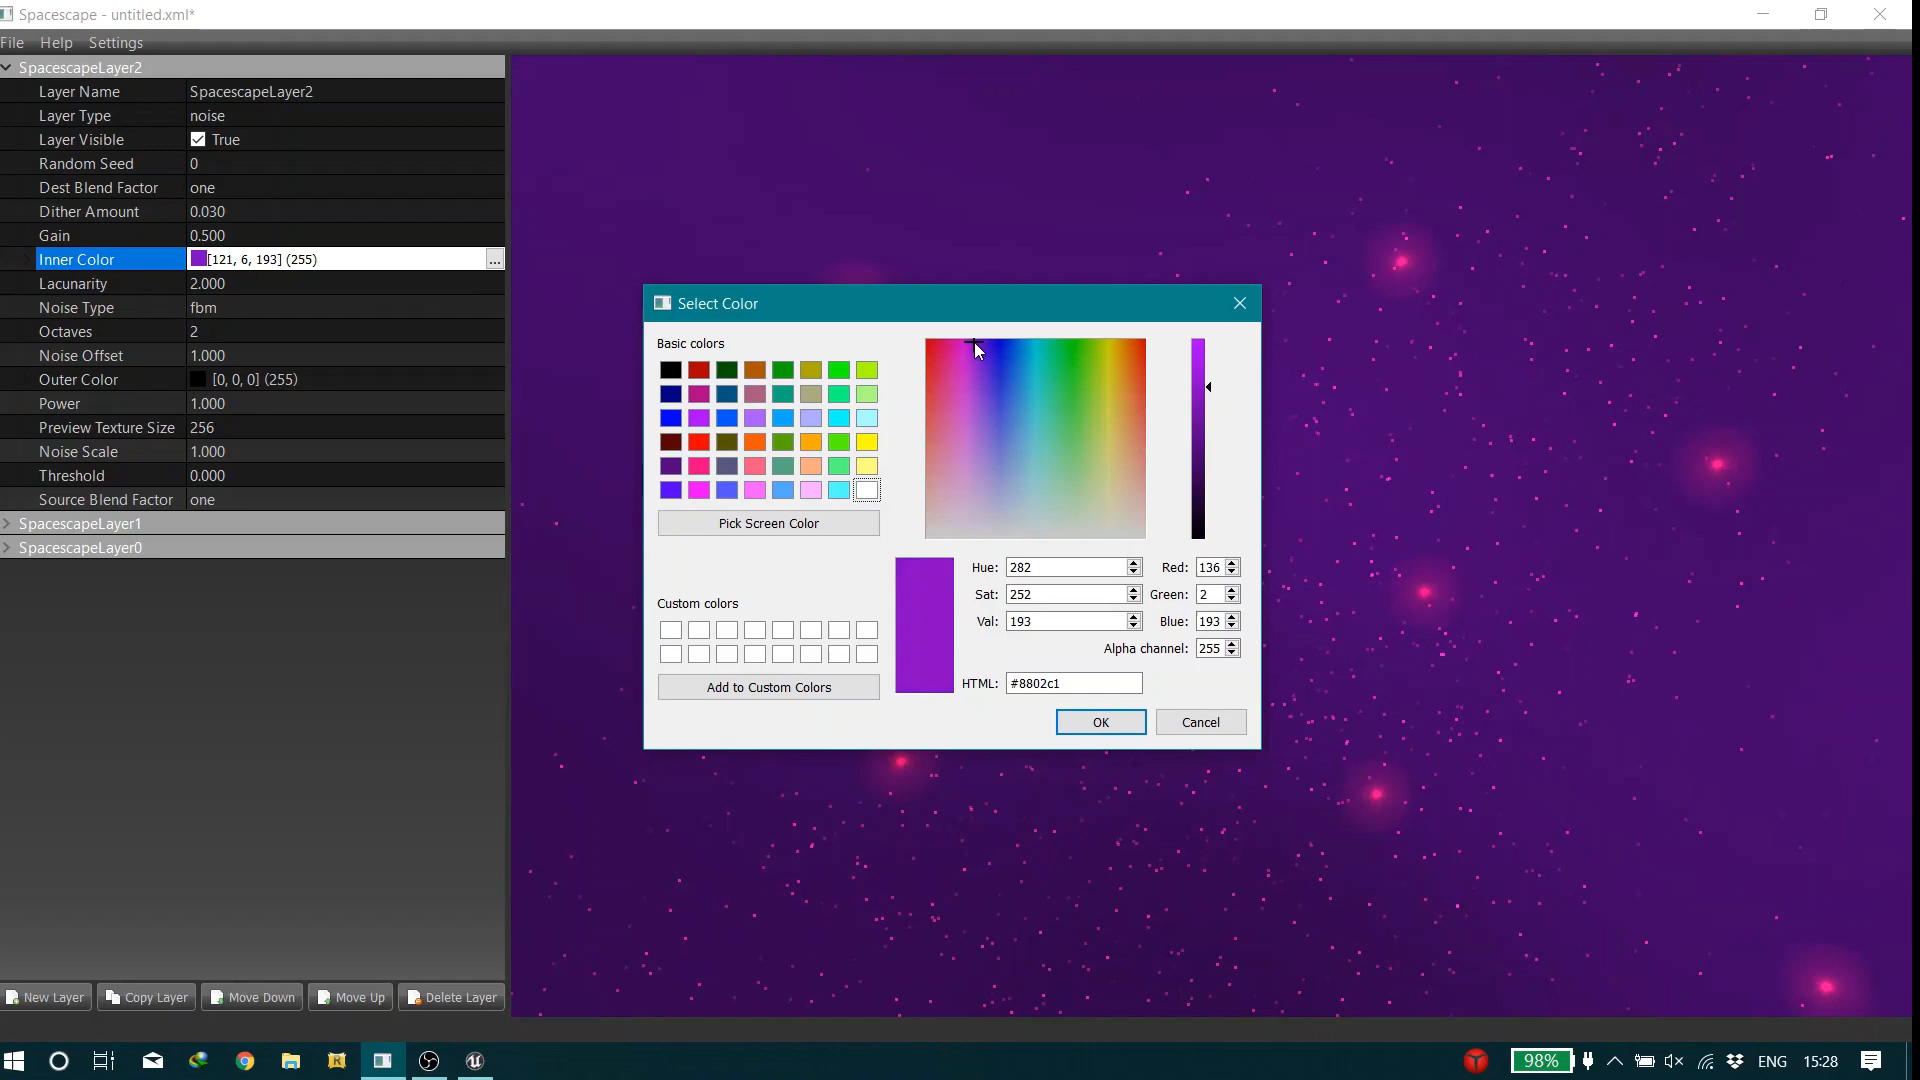 Spacescape - untitled.xml*
File Help Settings
SpacescapeLayer2
Layer Name SpacescapeLayer2
Layer Type noise
Layer Visible True
Random Seed 0
Dest Blend Factor one
Dither Amount 0.030
Gain 0.500
Inner Color [121, 6, 193] (255) ...
Lacunarity 2.000
Noise Type fbm
Octaves 2
Noise Offset 1.000
Outer Color [0, 0, 0] (255)
Power 1.000
Preview Texture Size 256
Noise Scale 1.000
Threshold 0.000
Source Blend Factor one
SpacescapeLayer1
SpacescapeLayer0
New Layer Copy Layer Move Down Move Up Delete Layer
Select Color
Basic colors
Pick Screen Color
Custom colors
Add to Custom Colors
Hue: 282 Red: 136
Sat: 252 Green: 2
Val: 193 Blue: 193
Alpha channel: 255
HTML: #8802c1
OK Cancel
98% ENG 15:28